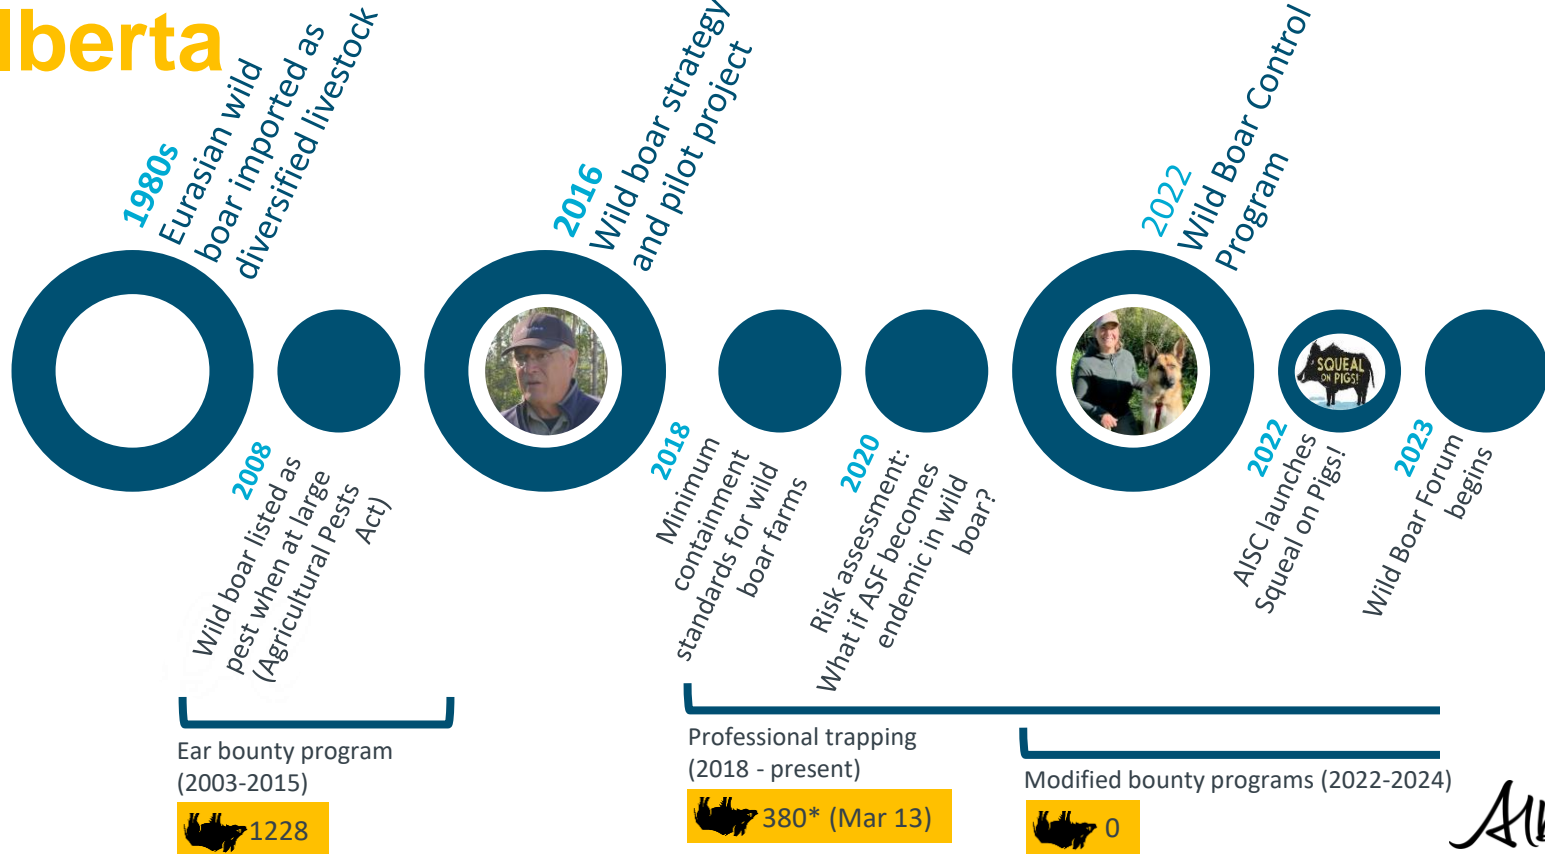 lberta
1980s
Eurasian wild
boar imported as
diversified livestock
2008
Wild boar listed as
pest when at large
(Agricultural Pests
Act)
2016
Wild boar strategy
and pilot project
2018
Minimum
containment
standards for wild
boar farms
2020
Risk assessment:
What if ASF becomes
endemic in wild
boar?
2022
Wild Boar Control
Program
SQUEAL
ON PIGS!
2022
AISC launches
Squeal on Pigs!
2023
Wild Boar Forum
begins
Ear bounty program
(2003-2015)
1228
Professional trapping
(2018 - present)
380* (Mar 13)
Modified bounty programs (2022-2024)
0